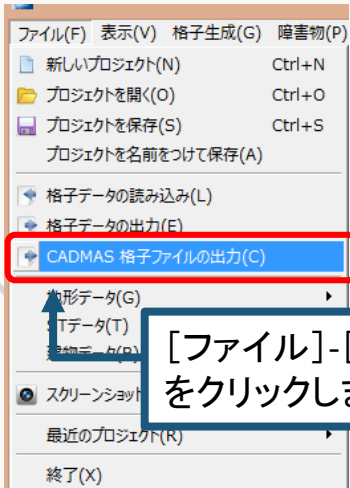 ファイル(F) 表示(V) 格子生成(G) 障害物(P)
新しいプロジェクト(N) Ctrl+N
プロジェクトを開く(O) Ctrl+O
プロジェクトを保存(S) Ctrl+S
プロジェクトを名前をつけて保存(A)
格子データの読み込み(L)
格子データの出力(E)
CADMAS 格子ファイルの出力(C)
地形データ(G)
STデータ(T)
建物データ(B)
[ファイル]-[
をクリックしま
スクリーンショット
最近のプロジェクト(R)
終了(X)